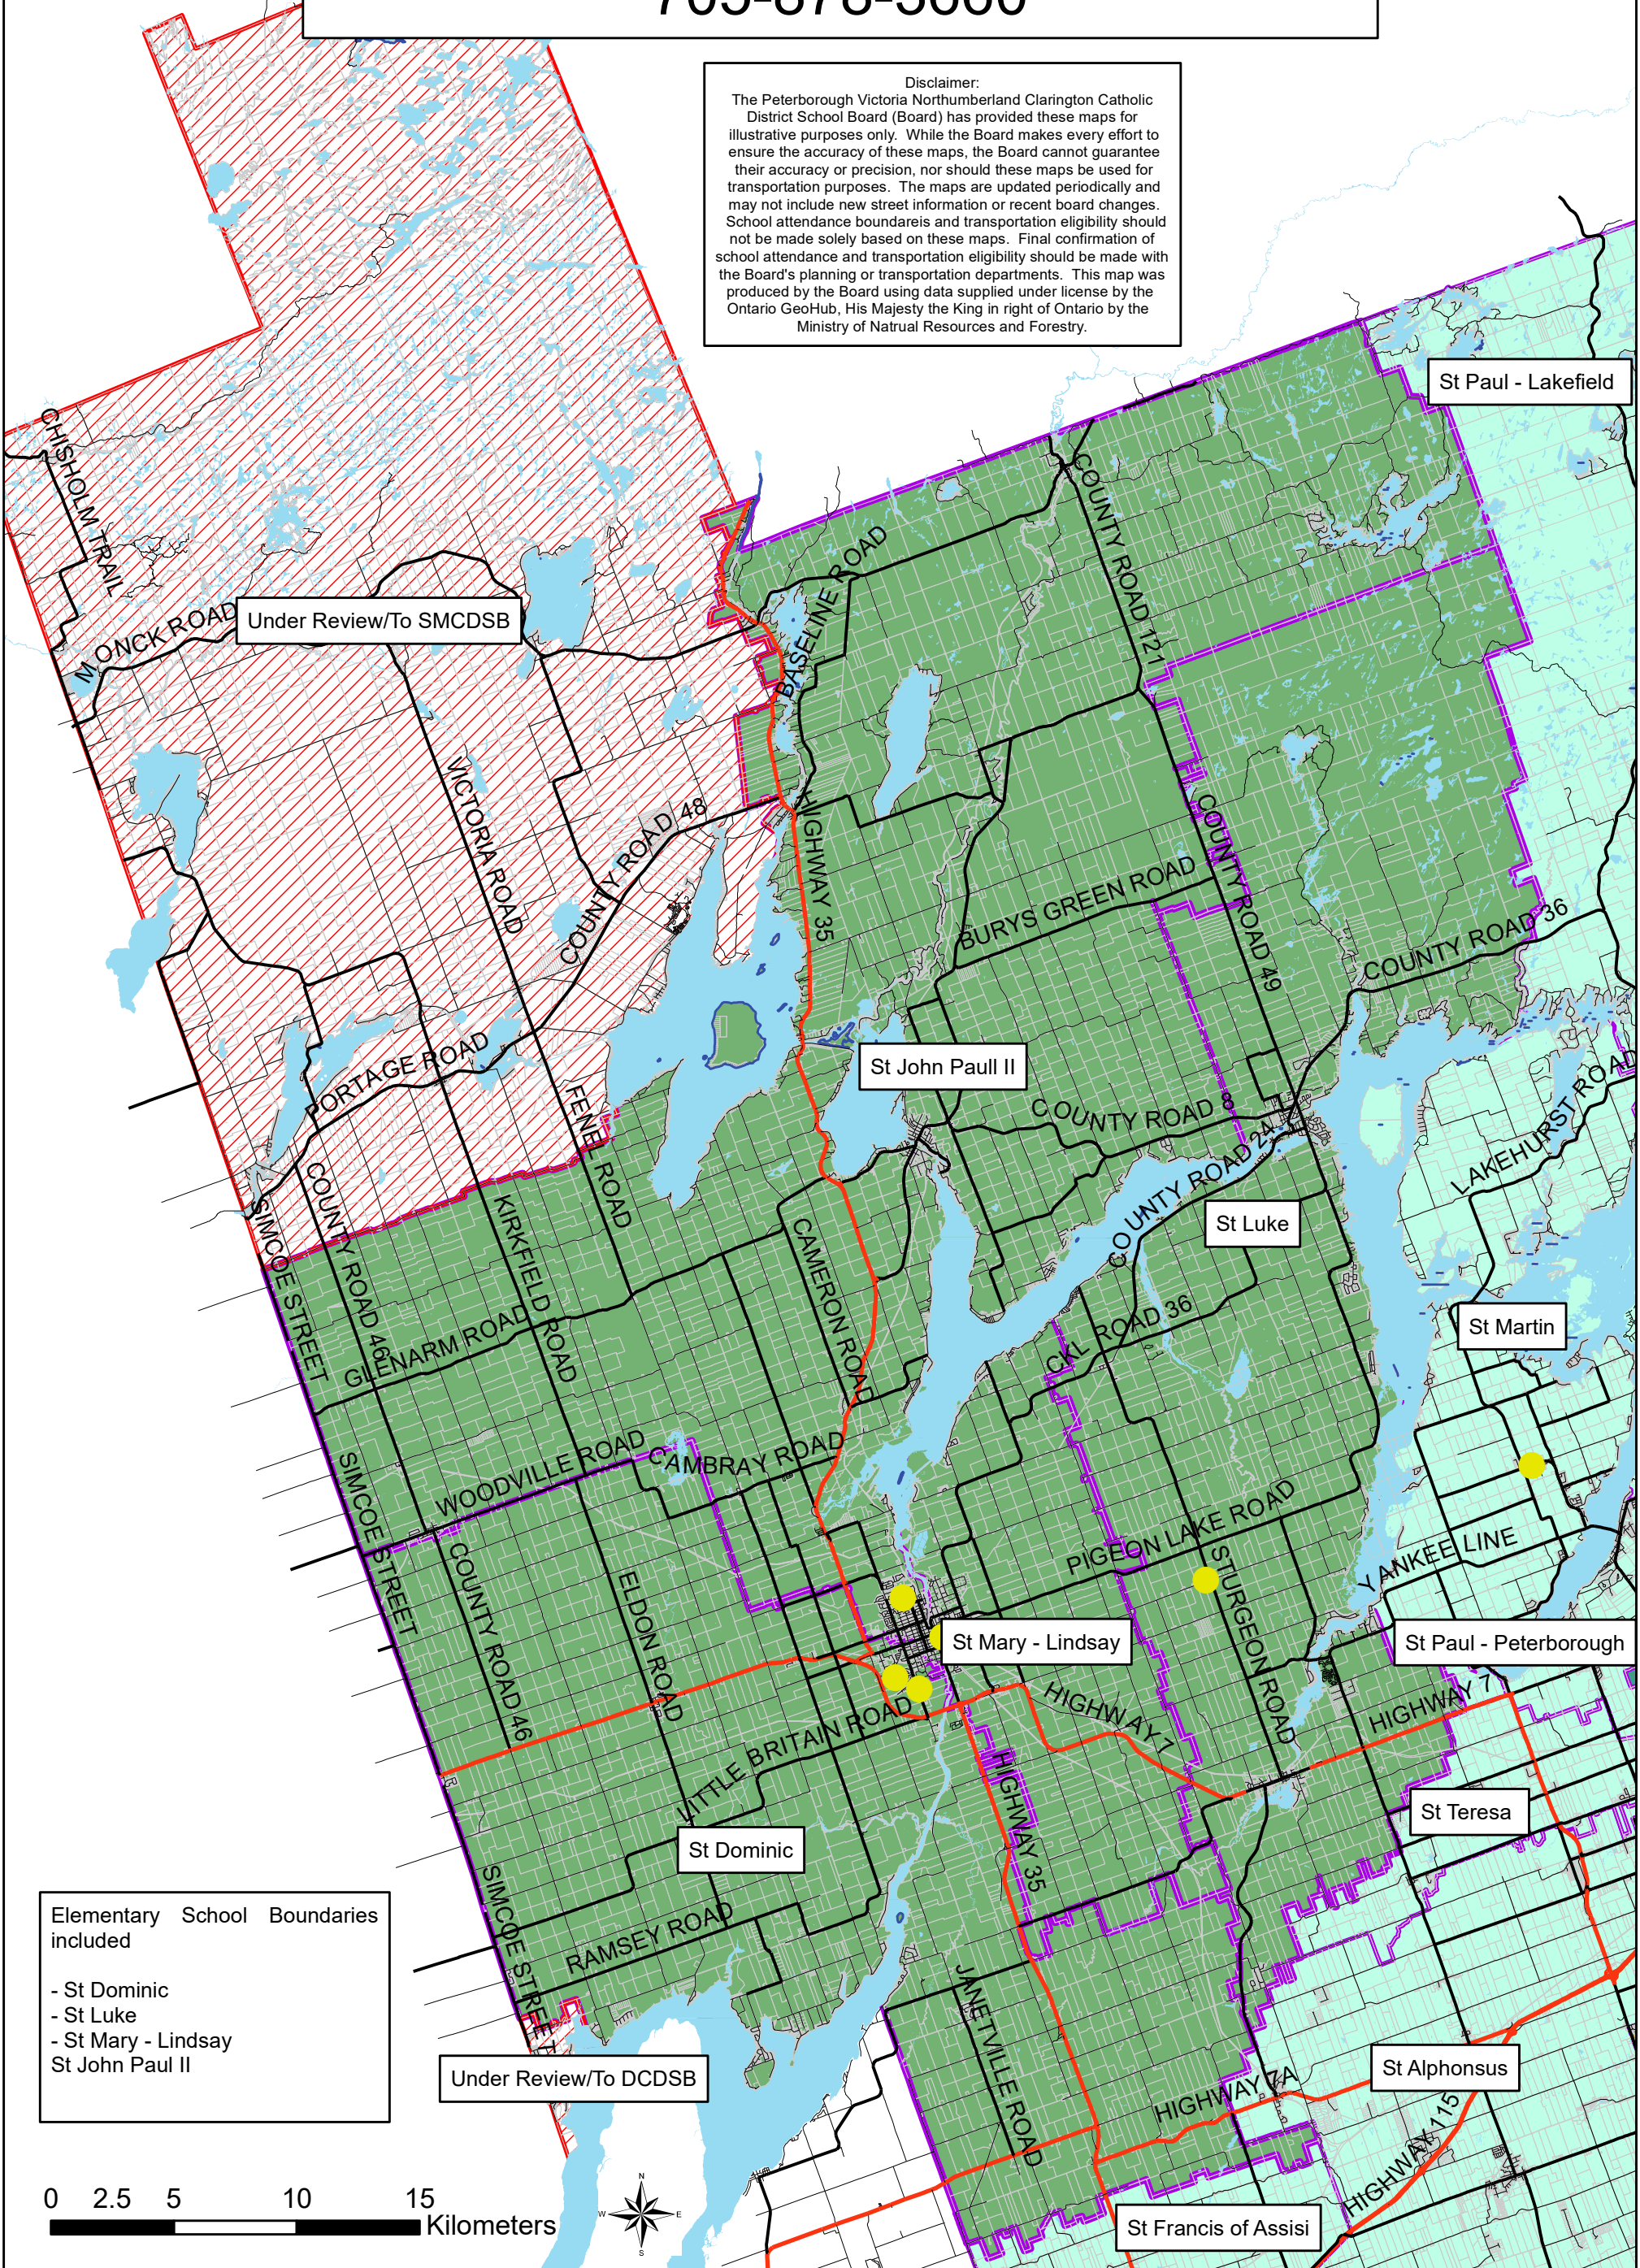 705-878-3660
Disclaimer:
The Peterborough Victoria Northumberland Clarington Catholic
District School Board (Board) has provided these maps for
illustrative purposes only. While the Board makes every effort to
ensure the accuracy of these maps, the Board cannot guarantee
their accuracy or precision, nor should these maps be used for
transportation purposes. The maps are updated periodically and
may not include new street information or recent board changes.
School attendance boundareis and transportation eligibility should
not be made solely based on these maps. Final confirmation of
school attendance and transportation eligibility should be made with
the Board's planning or transportation departments. This map was
produced by the Board using data supplied under license by the
Ontario GeoHub, His Majesty the King in right of Ontario by the
Ministry of Natrual Resources and Forestry.
St Paul - Lakefield
CHISHOLM TRAIL
COUNTY ROAD 121
BASELINE ROAD
Under Review/To SMCDSB
MONCK ROAD
VICTORIA ROAD
COUNTY ROAD 48
HIGHWAY 35
COUNTY ROAD 49
BURYS GREEN ROAD
COUNTY ROAD 36
PORTAGE ROAD
St John Paull II
FENEL ROAD
COUNTY ROAD 8
LAKEHURST ROAD
COUNTY ROAD 24
St Luke
SIMCOE STREET
COUNTY ROAD 46
KIRKFIELD ROAD
CAMERON ROAD
GLENARM ROAD
CKL ROAD 36
St Martin
WOODVILLE ROAD
CAMBRAY ROAD
SIMCOE STREET
COUNTY ROAD 46
ELDON ROAD
PIGEON LAKE ROAD
STURGEON ROAD
YANKEE LINE
St Mary - Lindsay
St Paul - Peterborough
HIGHWAY 7
HIGHWAY 7
LITTLE BRITAIN ROAD
HIGHWAY 35
St Teresa
St Dominic
SIMCOE STREET
RAMSEY ROAD
JANETVILLE ROAD
Elementary School Boundaries
included
- St Dominic
- St Luke
- St Mary - Lindsay
St John Paul II
Under Review/To DCDSB
St Alphonsus
HIGHWAY 7A
HIGHWAY 115
St Francis of Assisi
0 2.5 5 10 15
Kilometers
N
W E
S